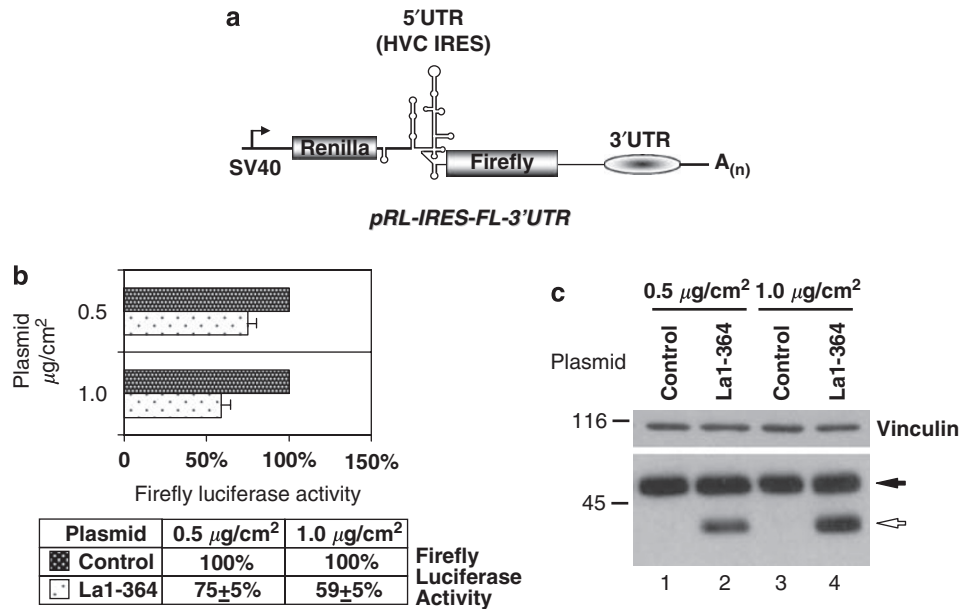 a
5′UTR
(HVC IRES)
SV40
Renilla
Firefly
3′UTR
A(n)
pRL-IRES-FL-3’UTR
b
Plasmid
μg/cm2
0.5
1.0
0 50% 100% 150%
Firefly luciferase activity
Plasmid 0.5 μg/cm2 1.0 μg/cm2
Control 100% 100%
La1-364 75±5% 59±5%
Firefly
Luciferase
Activity
c
0.5 μg/cm2 1.0 μg/cm2
Plasmid Control La1-364 Control La1-364
116
Vinculin
45
1 2 3 4